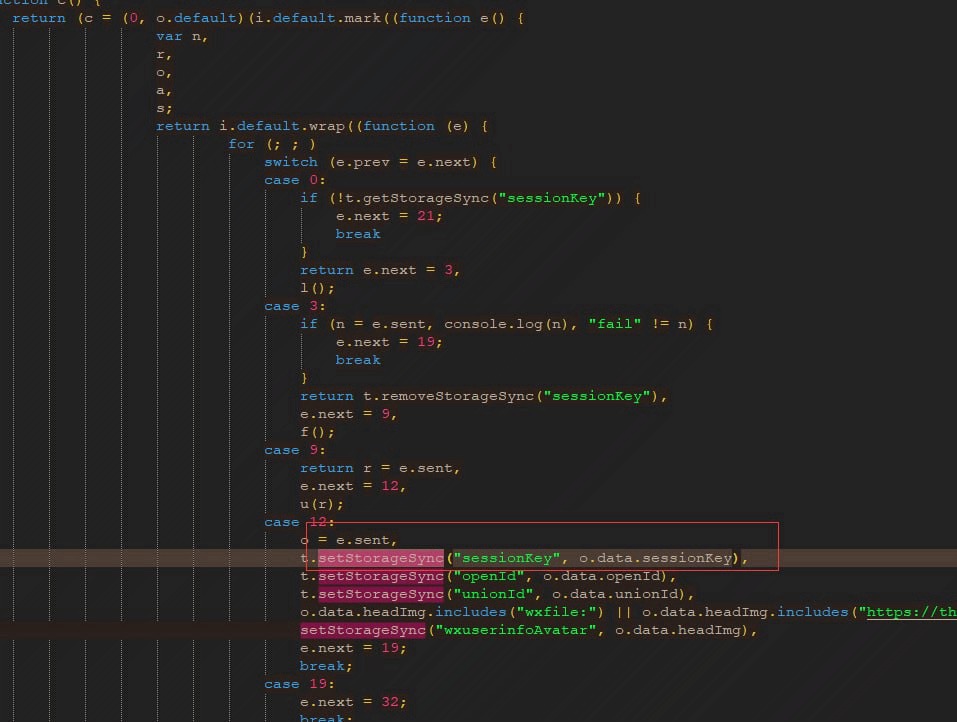 nction e() {
return (c = (0, o.default)(i.default.mark((function e() {
var n,
r,
o,
a,
s;
return i.default.wrap((function (e) {
for (; ; )
switch (e.prev = e.next) {
case 0:
if (!t.getStorageSync("sessionKey")) {
e.next = 21;
break
}
return e.next = 3,
l();
case 3:
if (n = e.sent, console.log(n), "fail" != n) {
e.next = 19;
break
}
return t.removeStorageSync("sessionKey"),
e.next = 9,
f();
case 9:
return r = e.sent,
e.next = 12,
u(r);
case 12:
o = e.sent,
t.setStorageSync("sessionKey", o.data.sessionKey),
t.setStorageSync("openId", o.data.openId),
t.setStorageSync("unionId", o.data.unionId),
o.data.headImg.includes("wxfile:") || o.data.headImg.includes("https://th
setStorageSync("wxuserinfoAvatar", o.data.headImg),
e.next = 19;
break;
case 19:
e.next = 32;
break;